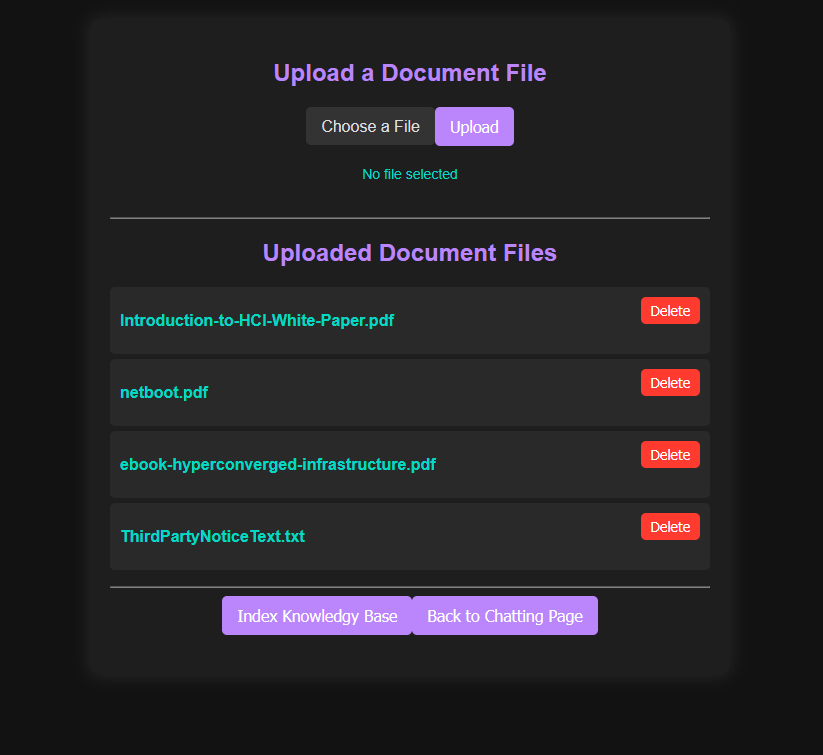 Upload a Document File
Choose a File Upload
No file selected
Uploaded Document Files
Introduction-to-HCI-White-Paper.pdf Delete
netboot.pdf Delete
ebook-hyperconverged-infrastructure.pdf Delete
ThirdPartyNoticeText.txt Delete
Index Knowledgy Base Back to Chatting Page